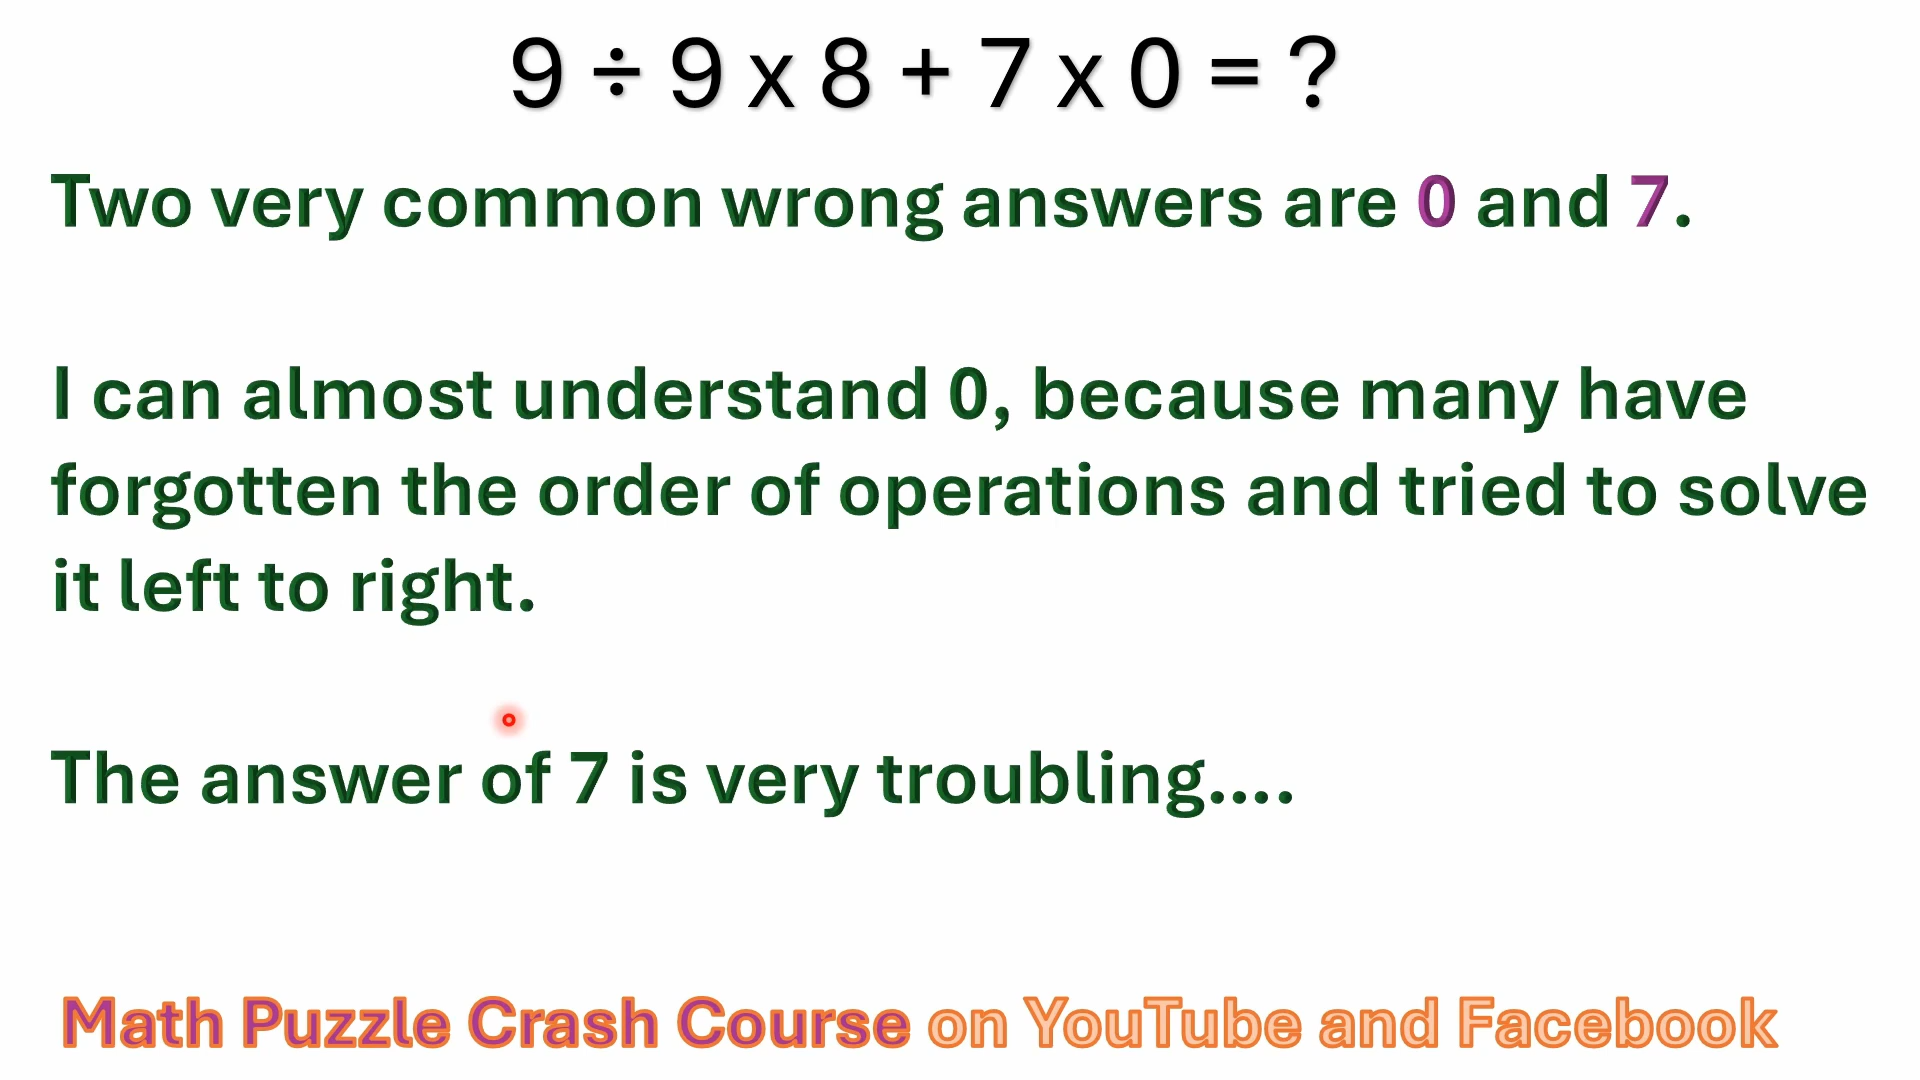 9 ÷ 9 x 8 + 7 x 0 = ?
Two very common wrong answers are 0 and 7.
I can almost understand 0, because many have
forgotten the order of operations and tried to solve
it left to right.
The answer of 7 is very troubling....
Math Puzzle Crash Course on YouTube and Facebook